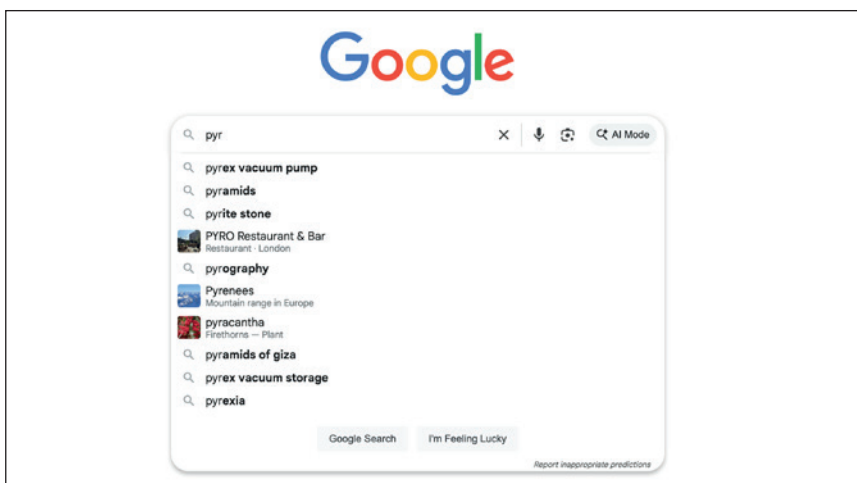 Google
pyr
AI Mode
pyrex vacuum pump
pyramids
pyrite stone
PYRO Restaurant & Bar
Restaurant · London
pyrography
Pyrenees
Mountain range in Europe
pyracantha
Firethorns — Plant
pyramids of giza
pyrex vacuum storage
pyrexia
Google Search I'm Feeling Lucky
Report inappropriate predictions